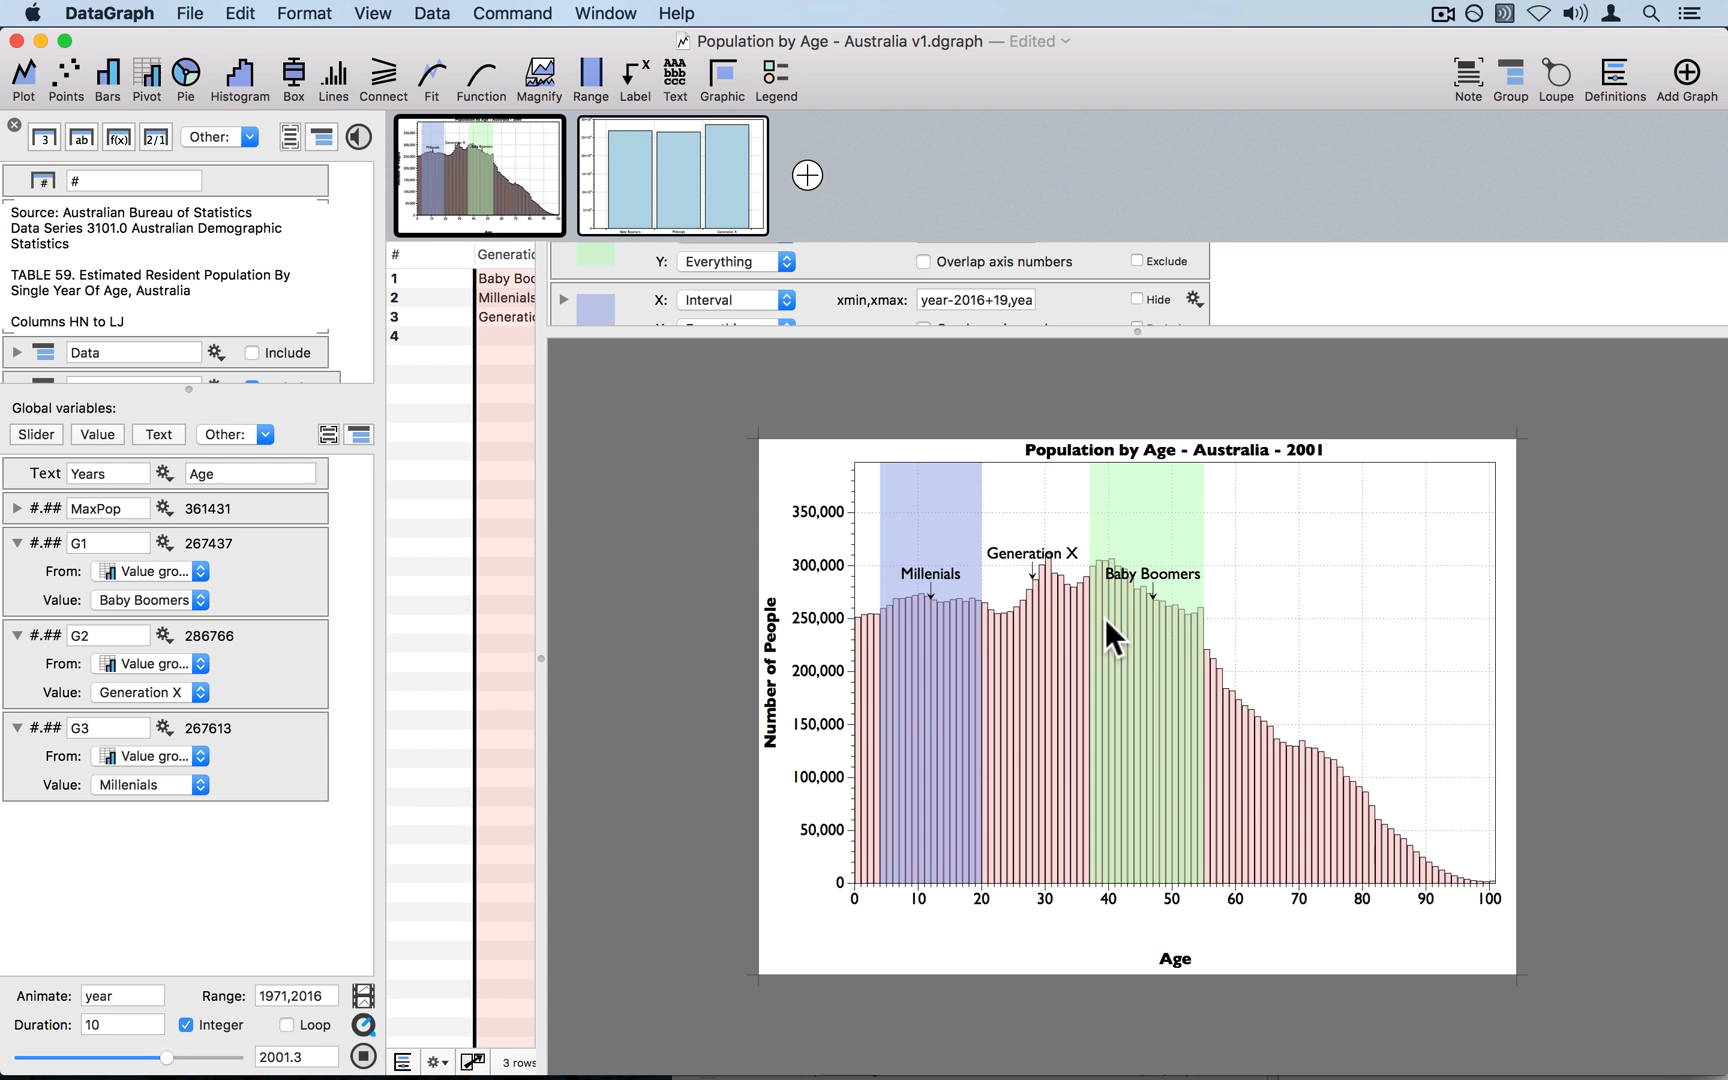 DataGraph File Edit Format View Data Command Window Help
Population by Age - Australia v1.dgraph — Edited
Plot Points Bars Pivot Pie Histogram Box Lines Connect Fit Function Magnify Range Label Text Graphic Legend Note Group Loupe Definitions Add Graph
3 ab f(x) 2/1 Other:
# #
Source: Australian Bureau of Statistics
Data Series 3101.0 Australian Demographic
Statistics
TABLE 59. Estimated Resident Population By
Single Year Of Age, Australia
Columns HN to LJ
Data Include
Global variables:
Slider Value Text Other:
Text Years Age
#.## MaxPop 361431
#.## G1 267437
From: Value gro...
Value: Baby Boomers
#.## G2 286766
From: Value gro...
Value: Generation X
#.## G3 267613
From: Value gro...
Value: Millenials
Animate: year Range: 1971,2016
Duration: 10 Integer Loop
2001.3
# Generatic
1 Baby Boo
2 Millenials
3 Generatic
4
3 rows
Y: Everything Overlap axis numbers Exclude
X: Interval xmin,xmax: year-2016+19,yea Hide
Population by Age - Australia - 2001
350,000
300,000
250,000
200,000
150,000
100,000
50,000
0
Number of People
Generation X
Millenials
Baby Boomers
0 10 20 30 40 50 60 70 80 90 100
Age